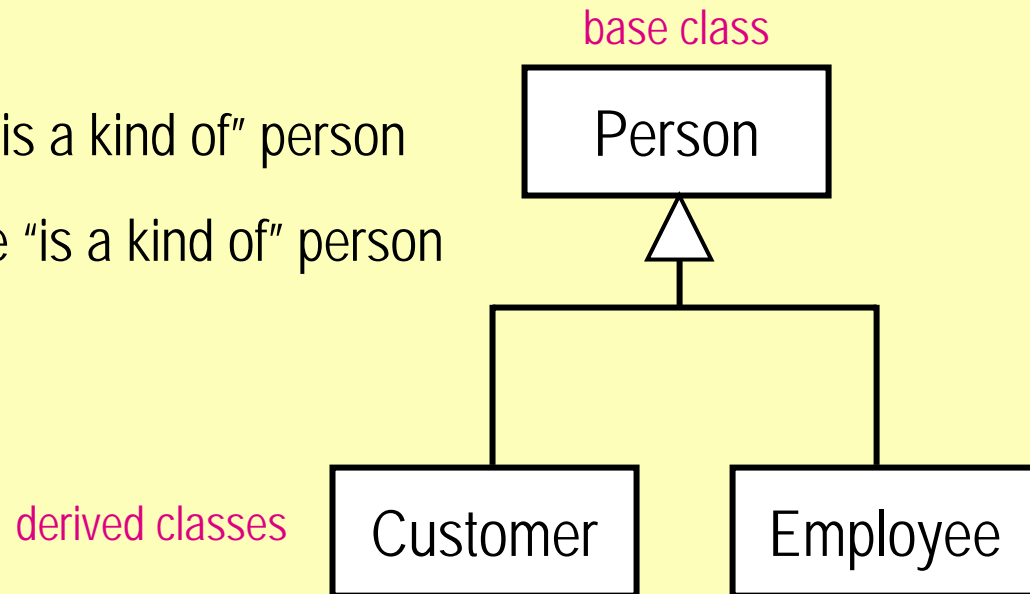 base class
Person
is a kind of" person
“is a kind of" person
derived classes
Customer
Employee